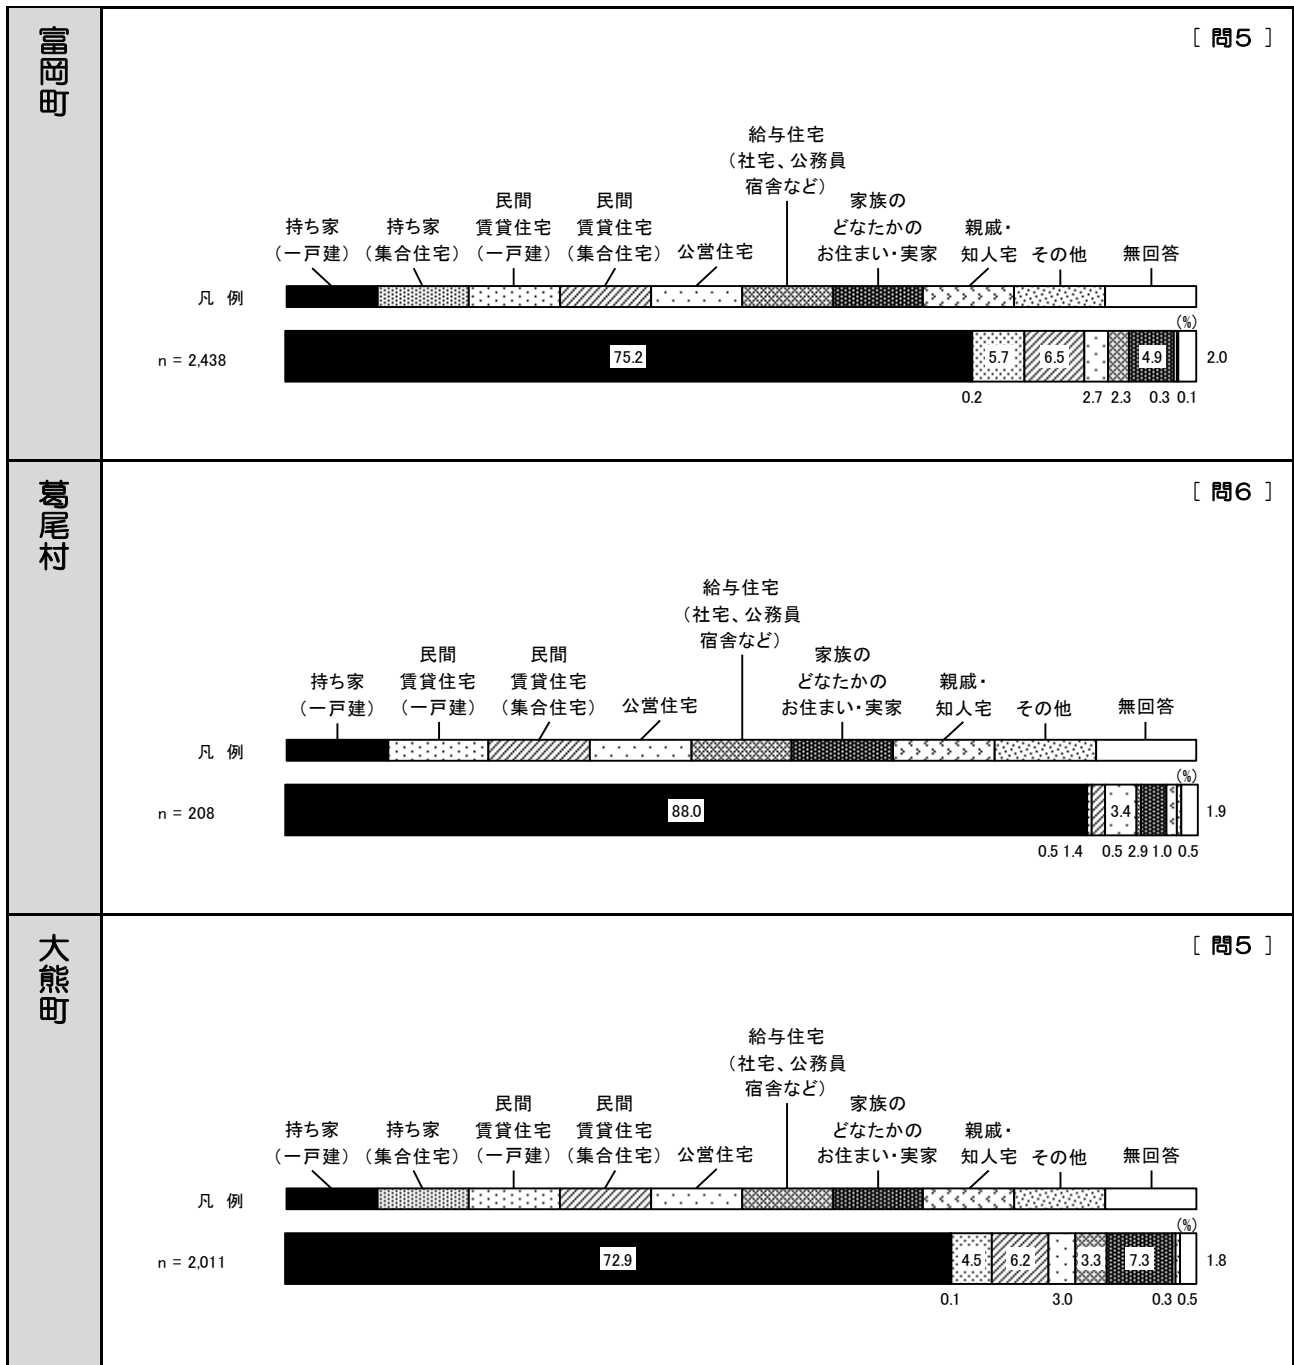 富岡町
［ 問５ ］
給与住宅
（社宅、公務員
宿舎など）
持ち家
（一戸建）
持ち家
（集合住宅）
民間
賃貸住宅
（一戸建）
民間
賃貸住宅
（集合住宅）
公営住宅
家族の
どなたかの
お住まい・実家
親戚・
知人宅
その他
無回答
凡 例
(%)
n = 2,438
75.2
5.7
6.5
4.9
2.0
0.2
2.7
2.3
0.3
0.1
葛尾村
［ 問６ ］
給与住宅
（社宅、公務員
宿舎など）
持ち家
（一戸建）
民間
賃貸住宅
（一戸建）
民間
賃貸住宅
（集合住宅）
公営住宅
家族の
どなたかの
お住まい・実家
親戚・
知人宅
その他
無回答
凡 例
(%)
n = 208
88.0
3.4
1.9
0.5
1.4
0.5
2.9
1.0
0.5
大熊町
［ 問５ ］
給与住宅
（社宅、公務員
宿舎など）
持ち家
（一戸建）
持ち家
（集合住宅）
民間
賃貸住宅
（一戸建）
民間
賃貸住宅
（集合住宅）
公営住宅
家族の
どなたかの
お住まい・実家
親戚・
知人宅
その他
無回答
凡 例
(%)
n = 2,011
72.9
4.5
6.2
3.3
7.3
1.8
0.1
3.0
0.3
0.5